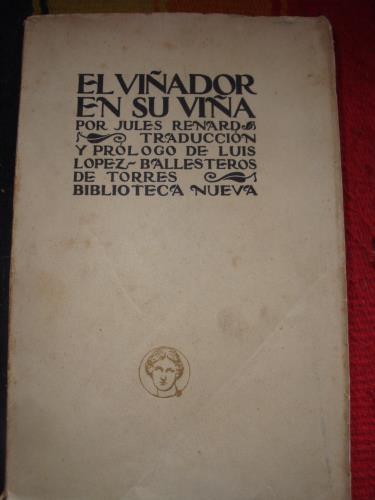 EL VIÑADOR
EN SU VIÑA
POR JULES RENARD
TRADUCCIÓN
Y PRÓLOGO DE LUIS
LOPEZ-BALLESTEROS
DE TORRES
BIBLIOTECA NUEVA